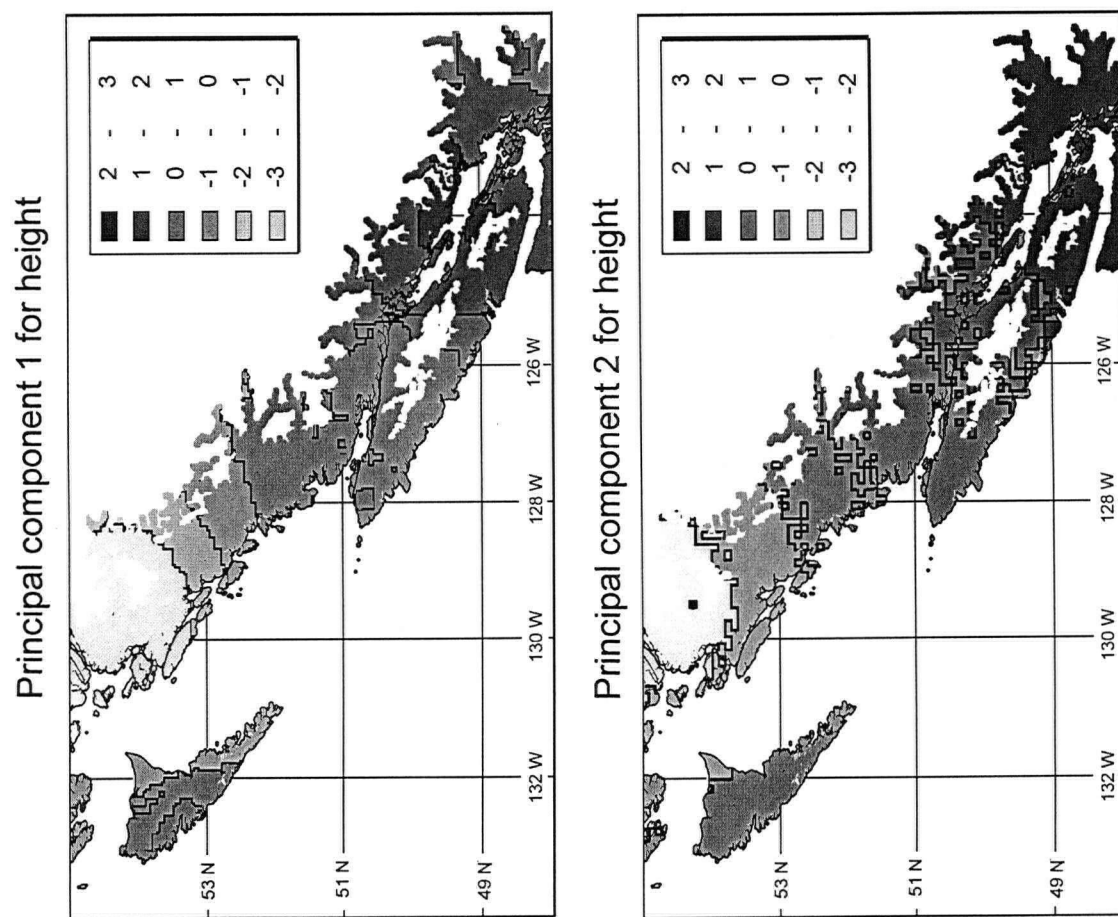 Principal component 1 for height
2 - 3
1 - 2
0 - 1
-1 - 0
-2 - -1
-3 - -2
53 N
51 N
49 N
132 W
130 W
128 W
126 W
Principal component 2 for height
2 - 3
1 - 2
0 - 1
-1 - 0
-2 - -1
-3 - -2
53 N
51 N
49 N
132 W
130 W
128 W
126 W